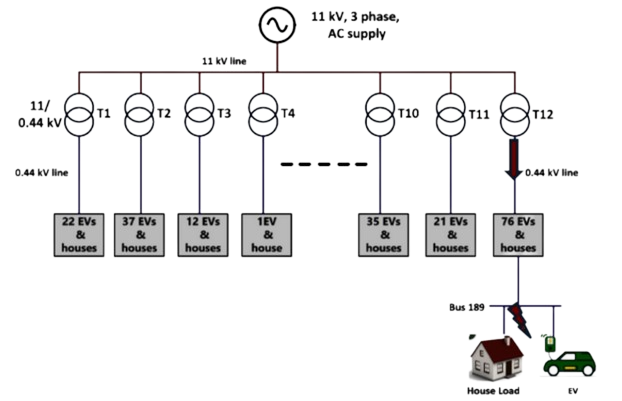 11 kV, 3 phase,
AC supply
11 kV line
11/
0.44 kV
T1
T2
T3
T4
T10
T11
T12
0.44 kV line
0.44 kV line
22 EVs
&
houses
37 EVs
&
houses
12 EVs
&
houses
1EV
&
house
35 EVs
&
houses
21 EVs
&
houses
76 EVs
&
houses
Bus 189
House Load
EV